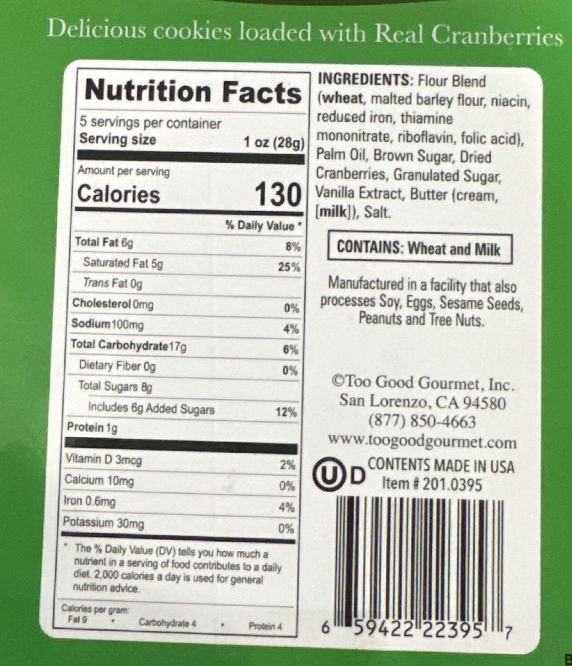 Delicious cookies loaded with Real Cranberries
Nutrition Facts
5 servings per container
Serving size 1 oz (28g)
Amount per serving
Calories 130
% Daily Value *
Total Fat 6g 8%
Saturated Fat 5g 25%
Trans Fat 0g
Cholesterol 0mg 0%
Sodium 100mg 4%
Total Carbohydrate 17g 6%
Dietary Fiber 0g 0%
Total Sugars 8g
Includes 6g Added Sugars 12%
Protein 1g
Vitamin D 3mcg 2%
Calcium 10mg 0%
Iron 0.6mg 4%
Potassium 30mg 0%
* The % Daily Value (DV) tells you how much a
nutrient in a serving of food contributes to a daily
diet. 2,000 calories a day is used for general
nutrition advice.
Calories per gram:
Fat 9 • Carbohydrate 4 • Protein 4
INGREDIENTS: Flour Blend
(wheat, malted barley flour, niacin,
reduced iron, thiamine
mononitrate, riboflavin, folic acid),
Palm Oil, Brown Sugar, Dried
Cranberries, Granulated Sugar,
Vanilla Extract, Butter (cream,
[milk]), Salt.
CONTAINS: Wheat and Milk
Manufactured in a facility that also
processes Soy, Eggs, Sesame Seeds,
Peanuts and Tree Nuts.
©Too Good Gourmet, Inc.
San Lorenzo, CA 94580
(877) 850-4663
www.toogoodgourmet.com
U D CONTENTS MADE IN USA
Item # 201.0395
6 59422 22395 7